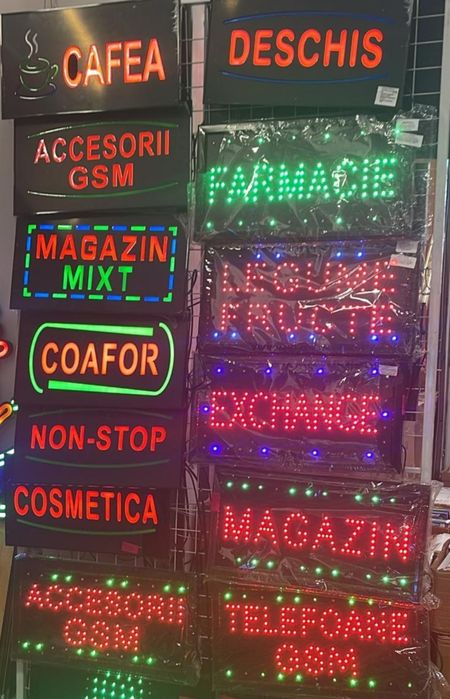 CAFEA
ACCESORII
GSM
MAGAZIN
MIXT
COAFOR
NON-STOP
COSMETICA
ACCESORII
GSM
DESCHIS
FARMACIE
LEGUME
FRUCTE
EXCHANGE
MAGAZIN
TELEFOANE
GSM